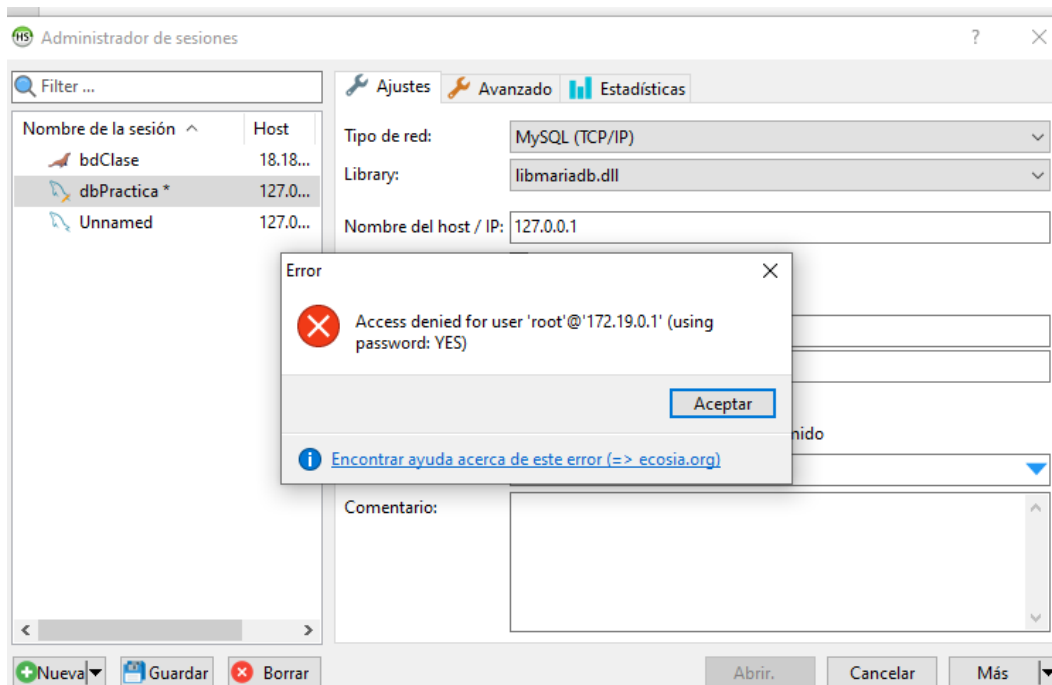 HS Administrador de sesiones ?
Filter ...
Nombre de la sesión Host
bdClase 18.18...
dbPractica * 127.0...
Unnamed 127.0...
Nueva Guardar Borrar
Ajustes Avanzado Estadísticas
Tipo de red: MySQL (TCP/IP)
Library: libmariadb.dll
Nombre del host / IP: 127.0.0.1
Error
Access denied for user 'root'@'172.19.0.1' (using
password: YES)
Aceptar
Encontrar ayuda acerca de este error (=> ecosia.org)
Comentario:
Abrir. Cancelar Más